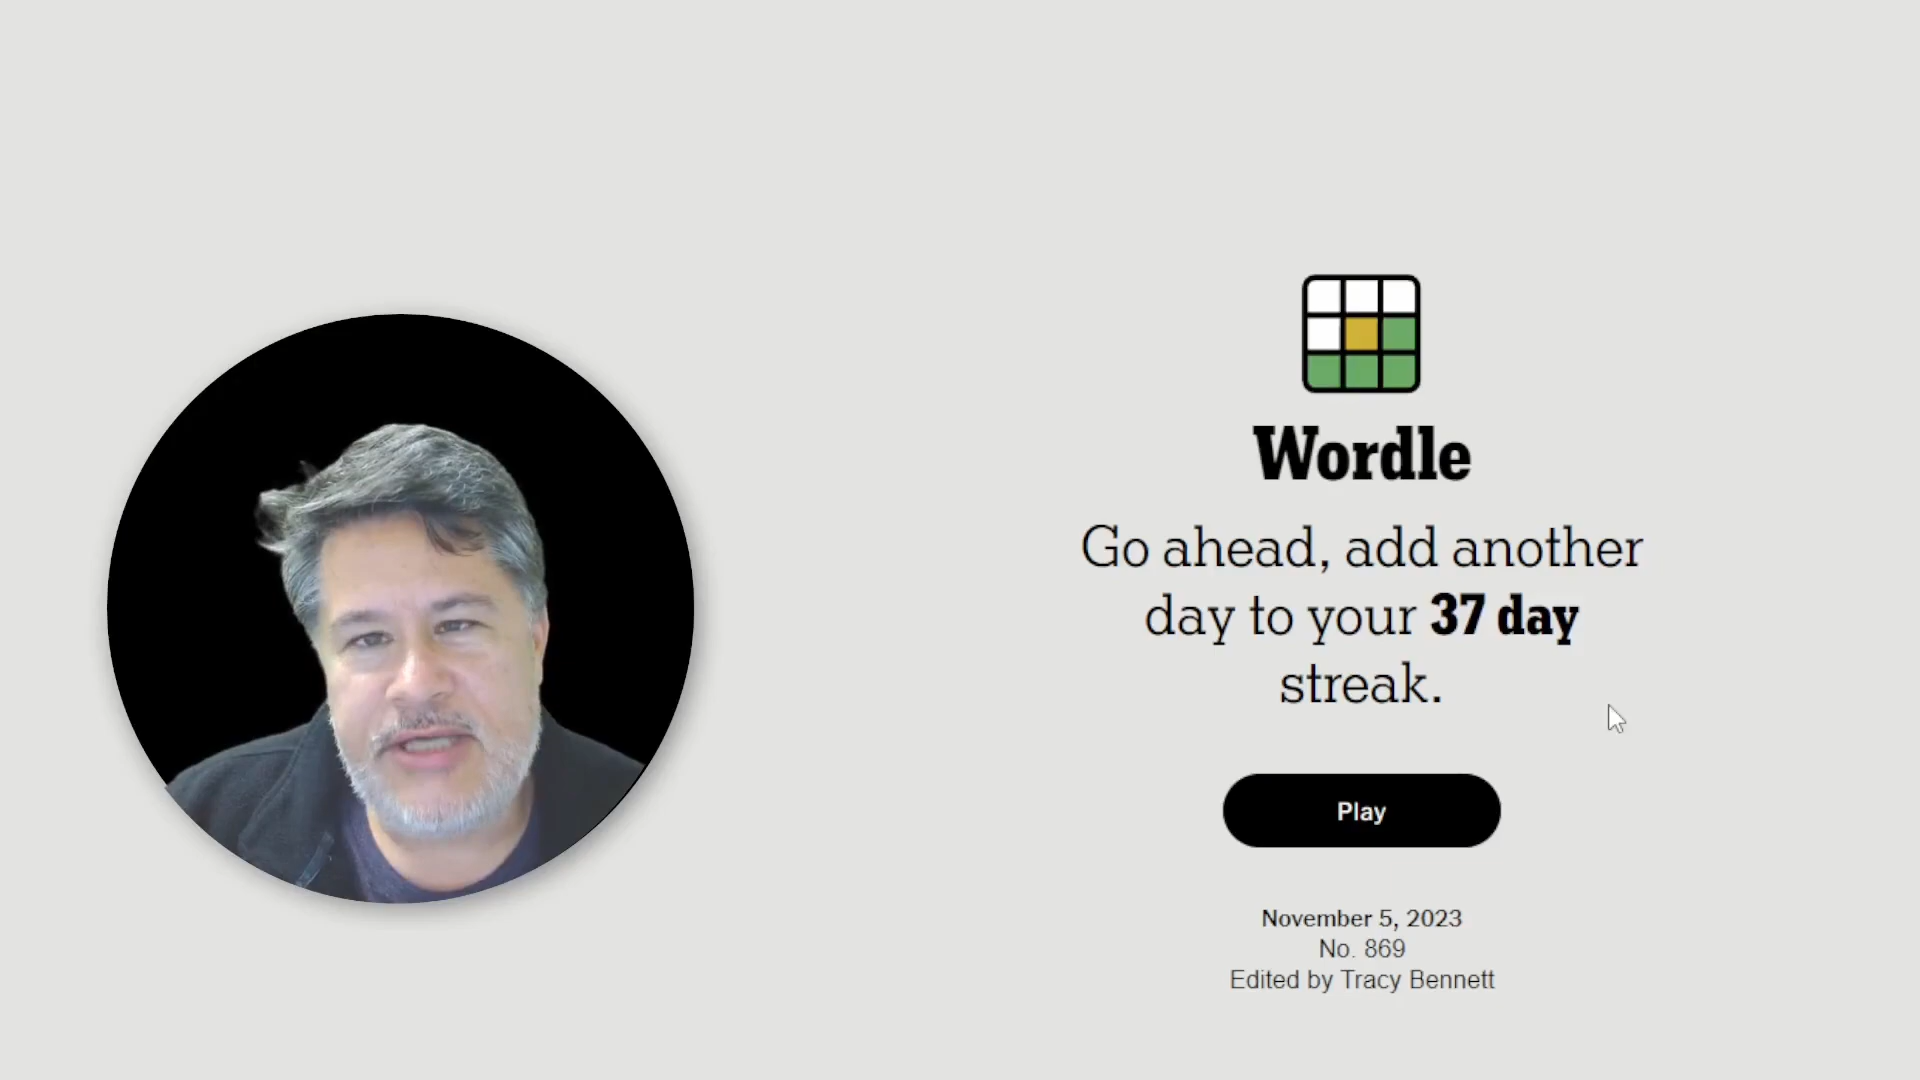 Wordle
Go ahead, add another
day to your 37 day
streak.
Play
November 5, 2023
No. 869
Edited by Tracy Bennett